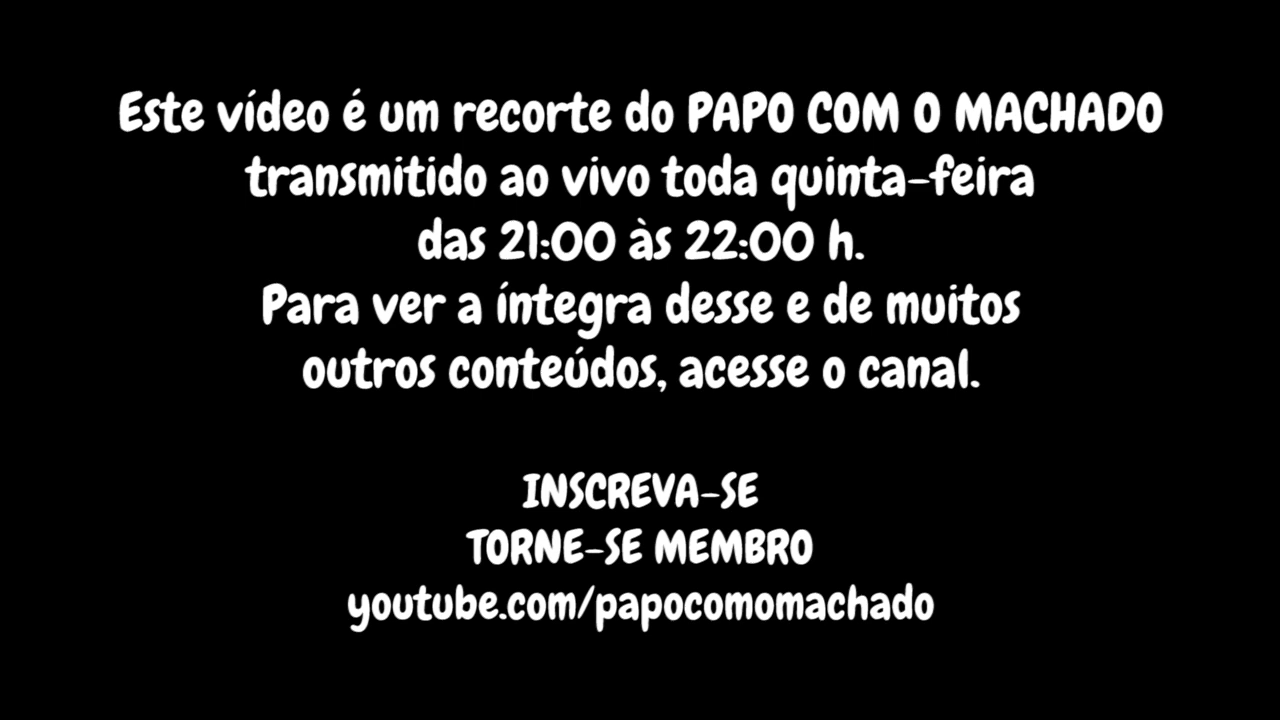 Este vídeo é um recorte do PAPO COM O MACHADO
transmitido ao vivo toda quinta-feira
das 21:00 às 22:00 h.
Para ver a íntegra desse e de muitos
outros conteúdos, acesse o canal.
INSCREVA-SE
TORNE-SE MEMBRO
youtube.com/papocomomachado